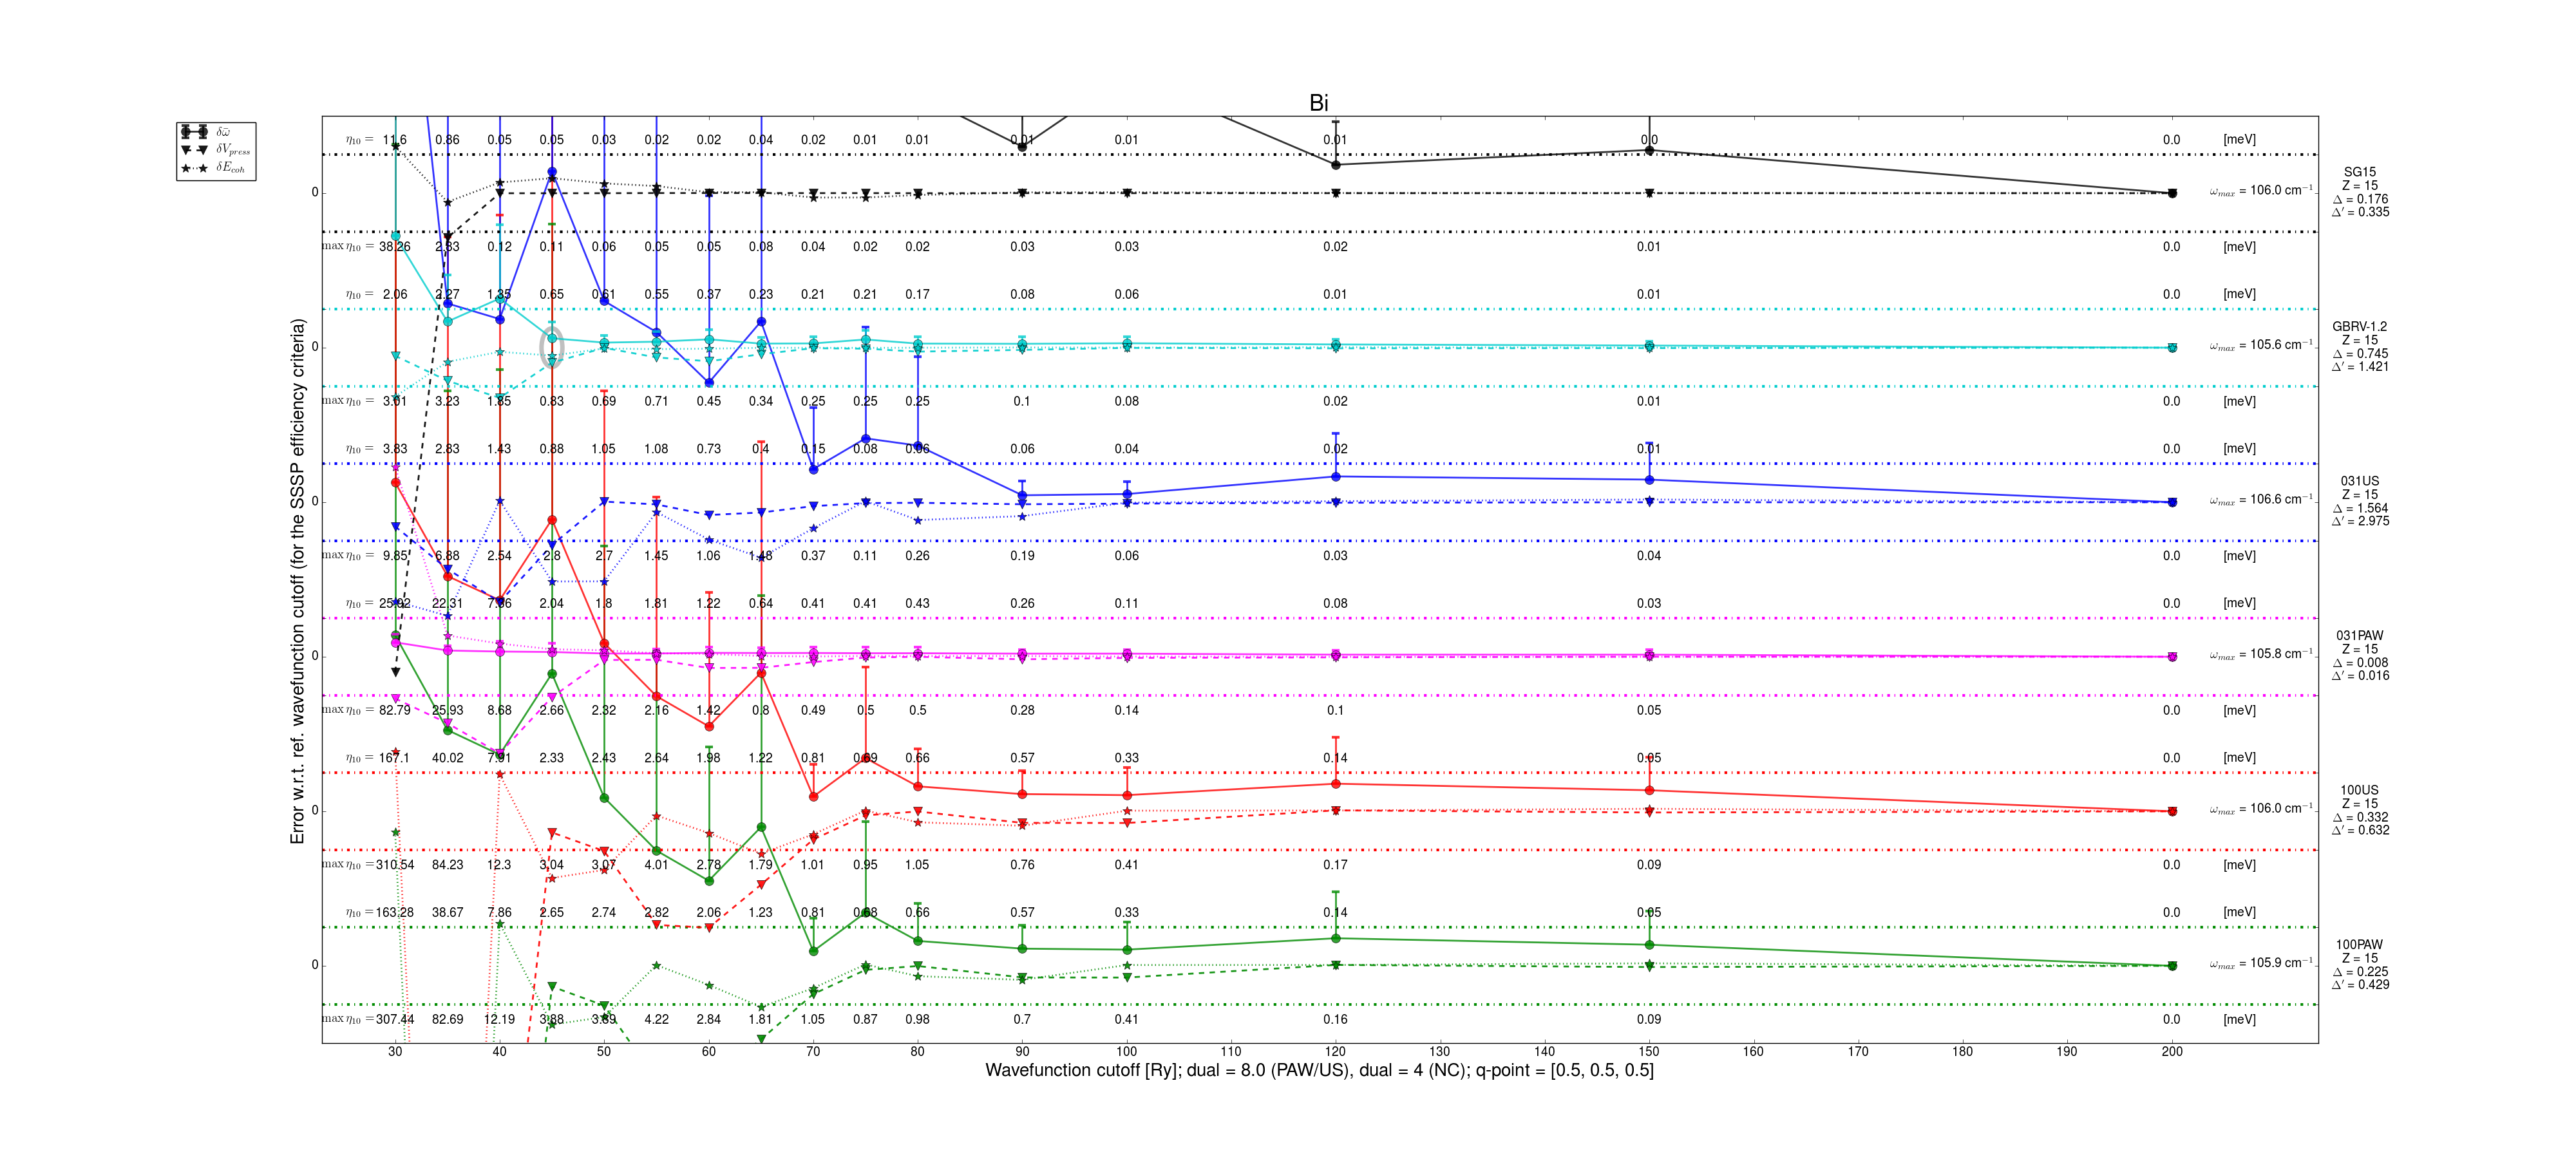 Bi
δω̄
δV_press
δE_coh
η₁₀ = 11.6 0.86 0.05 0.05 0.03 0.02 0.02 0.04 0.02 0.01 0.01 0.01 0.01 0.01 0.0 0.0 [meV]
0 ω_max = 106.0 cm⁻¹
SG15
Z = 15
Δ = 0.176
Δ' = 0.335
max η₁₀ = 38.26 2.83 0.12 0.11 0.06 0.05 0.05 0.08 0.04 0.02 0.02 0.03 0.03 0.02 0.01 0.0 [meV]
η₁₀ = 2.06 2.27 1.35 0.65 0.61 0.55 0.37 0.23 0.21 0.21 0.17 0.08 0.06 0.01 0.01 0.0 [meV]
0 ω_max = 105.6 cm⁻¹
GBRV-1.2
Z = 15
Δ = 0.745
Δ' = 1.421
max η₁₀ = 3.01 3.23 1.85 0.83 0.69 0.71 0.45 0.34 0.25 0.25 0.25 0.1 0.08 0.02 0.01 0.0 [meV]
η₁₀ = 3.83 2.83 1.43 0.88 1.05 1.08 0.73 0.4 0.15 0.08 0.06 0.06 0.04 0.02 0.01 0.0 [meV]
0 ω_max = 106.6 cm⁻¹
031US
Z = 15
Δ = 1.564
Δ' = 2.975
max η₁₀ = 9.85 6.88 2.54 2.8 2.7 1.45 1.06 1.48 0.37 0.11 0.26 0.19 0.06 0.03 0.04 0.0 [meV]
η₁₀ = 25.92 22.31 7.86 2.04 1.8 1.81 1.22 0.64 0.41 0.41 0.43 0.26 0.11 0.08 0.03 0.0 [meV]
0 ω_max = 105.8 cm⁻¹
031PAW
Z = 15
Δ = 0.008
Δ' = 0.016
max η₁₀ = 82.79 25.93 8.68 2.66 2.32 2.16 1.42 0.8 0.49 0.5 0.5 0.28 0.14 0.1 0.05 0.0 [meV]
η₁₀ = 167.1 40.02 7.91 2.33 2.43 2.64 1.98 1.22 0.81 0.69 0.66 0.57 0.33 0.14 0.05 0.0 [meV]
0 ω_max = 106.0 cm⁻¹
100US
Z = 15
Δ = 0.332
Δ' = 0.632
max η₁₀ = 310.54 84.23 12.3 3.04 3.07 4.01 2.78 1.79 1.01 0.95 1.05 0.76 0.41 0.17 0.09 0.0 [meV]
η₁₀ = 163.28 38.67 7.86 2.65 2.74 2.82 2.06 1.23 0.81 0.68 0.66 0.57 0.33 0.14 0.05 0.0 [meV]
0 ω_max = 105.9 cm⁻¹
100PAW
Z = 15
Δ = 0.225
Δ' = 0.429
max η₁₀ = 307.44 82.69 12.19 3.88 3.89 4.22 2.84 1.81 1.05 0.87 0.98 0.7 0.41 0.16 0.09 0.0 [meV]
30 40 50 60 70 80 90 100 110 120 130 140 150 160 170 180 190 200
Wavefunction cutoff [Ry]; dual = 8.0 (PAW/US), dual = 4 (NC); q-point = [0.5, 0.5, 0.5]
Error w.r.t. ref. wavefunction cutoff (for the SSSP efficiency criteria)